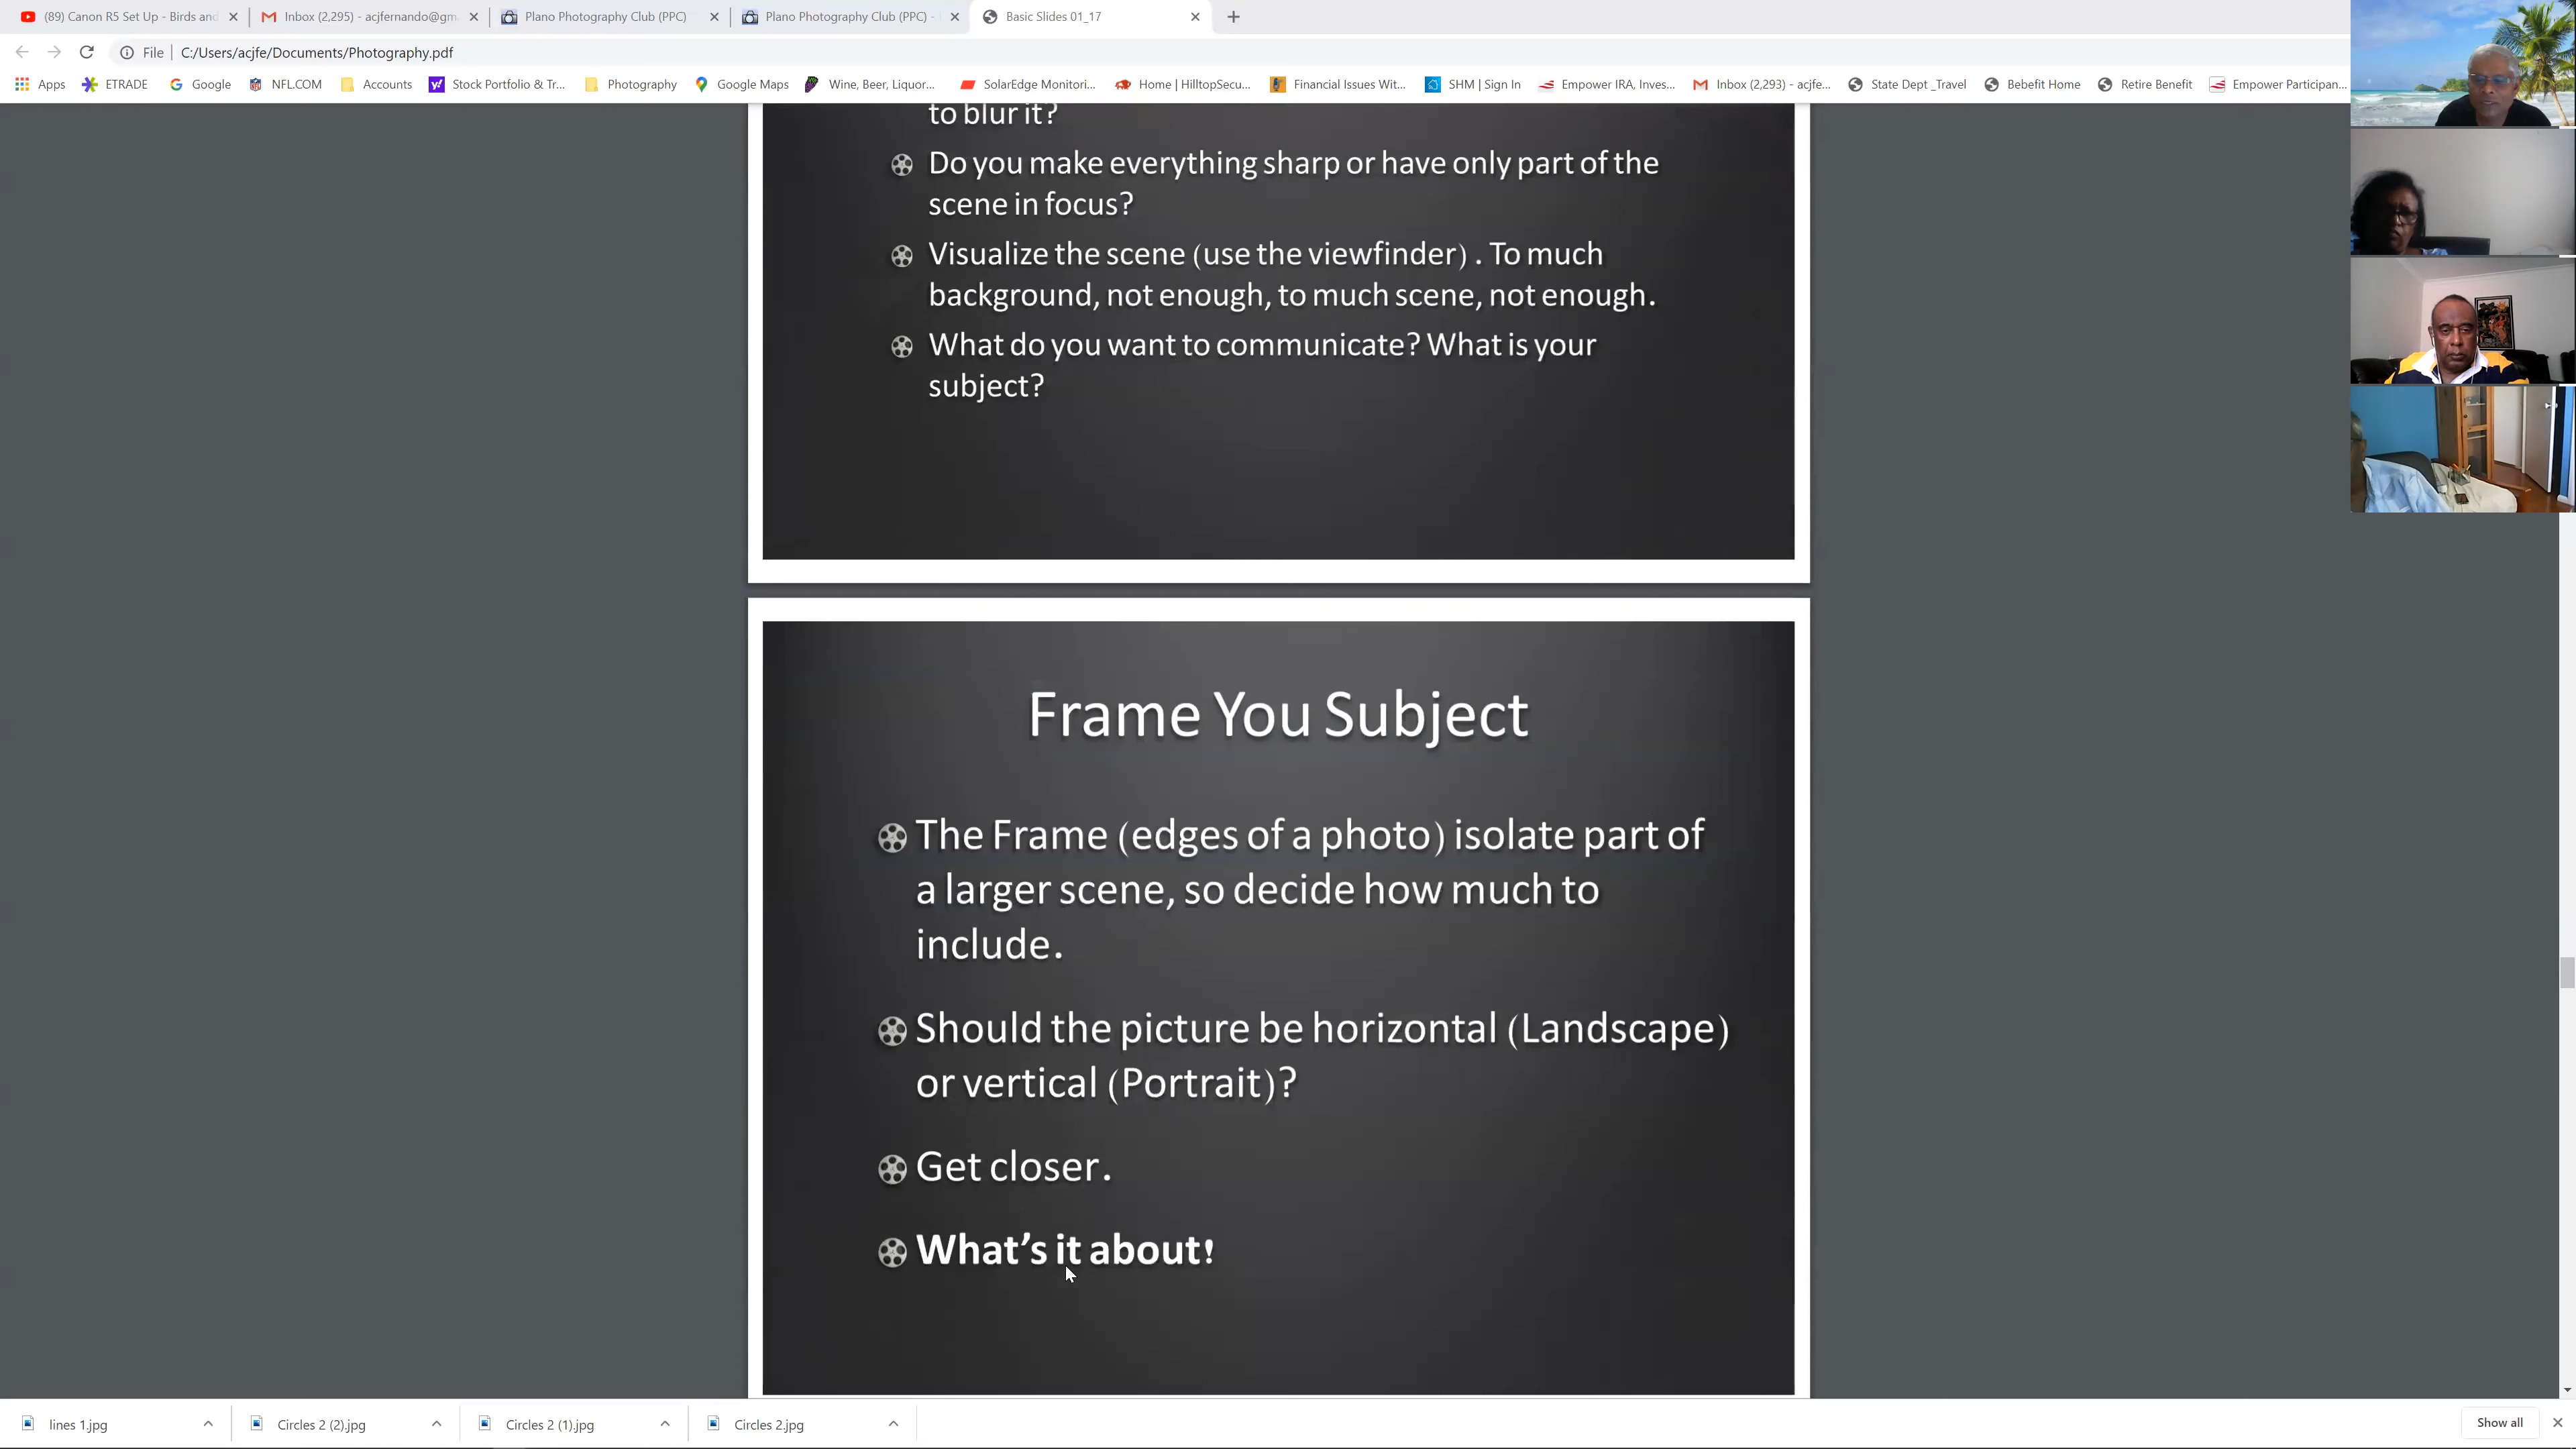 (89) Canon R5 Set Up - Birds and
Inbox (2,295) - acjfernando@gm
Plano Photography Club (PPC)
Plano Photography Club (PPC) -
Basic Slides 01_17
File
C:/Users/acjfe/Documents/Photography.pdf
Apps
ETRADE
Google
NFL.COM
Accounts
Stock Portfolio & Tr...
Photography
Google Maps
Wine, Beer, Liquor...
SolarEdge Monitori...
Home | HilltopSecu...
Financial Issues Wit...
SHM | Sign In
Empower IRA, Inves...
Inbox (2,293) - acjfe...
State Dept _Travel
Bebefit Home
Retire Benefit
Empower Participan...
to blur it?
Do you make everything sharp or have only part of the
scene in focus?
Visualize the scene (use the viewfinder) . To much
background, not enough, to much scene, not enough.
What do you want to communicate? What is your
subject?
Frame You Subject
The Frame (edges of a photo) isolate part of
a larger scene, so decide how much to
include.
Should the picture be horizontal (Landscape)
or vertical (Portrait)?
Get closer.
What's it about!
lines 1.jpg
Circles 2 (2).jpg
Circles 2 (1).jpg
Circles 2.jpg
Show all